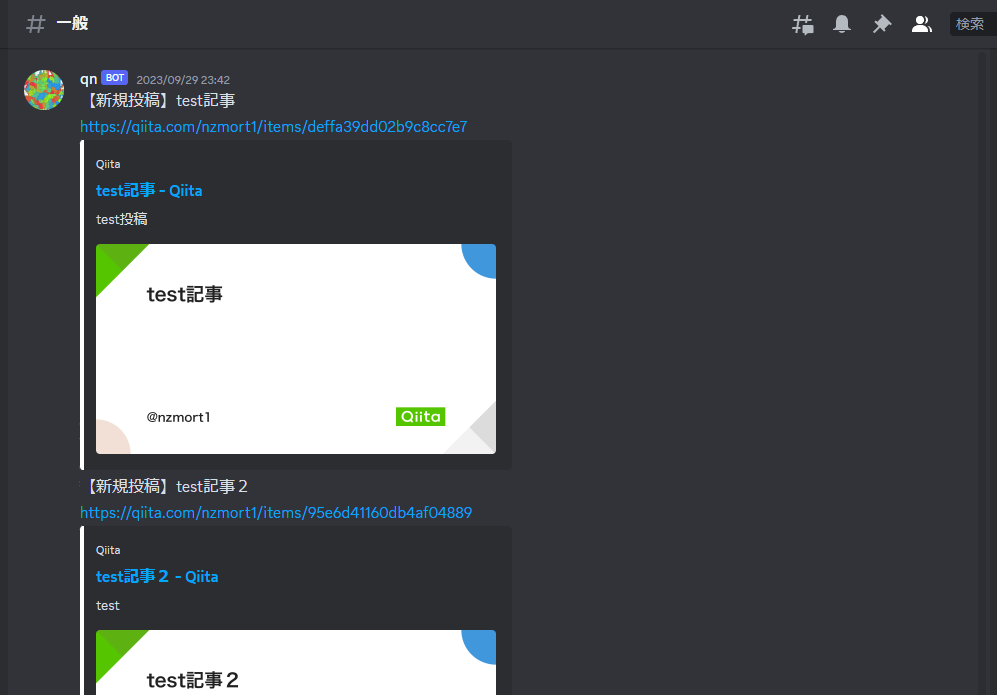 一般
検索
qn BOT 2023/09/29 23:42
【新規投稿】test記事
https://qiita.com/nzmort1/items/deffa39dd02b9c8cc7e7
Qiita
test記事 - Qiita
test投稿
test記事
@nzmort1
Qiita
【新規投稿】test記事２
https://qiita.com/nzmort1/items/95e6d41160db4af04889
Qiita
test記事２ - Qiita
test
test記事２